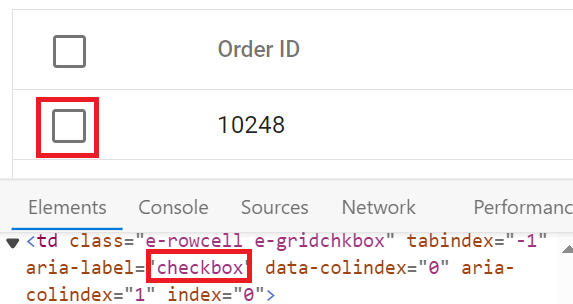 Order ID
10248
Elements Console Sources Network Performanc
<td class="e-rowcell e-gridchkbox" tabindex="-1"
aria-label="checkbox" data-colindex="0" aria-
colindex="1" index="0">